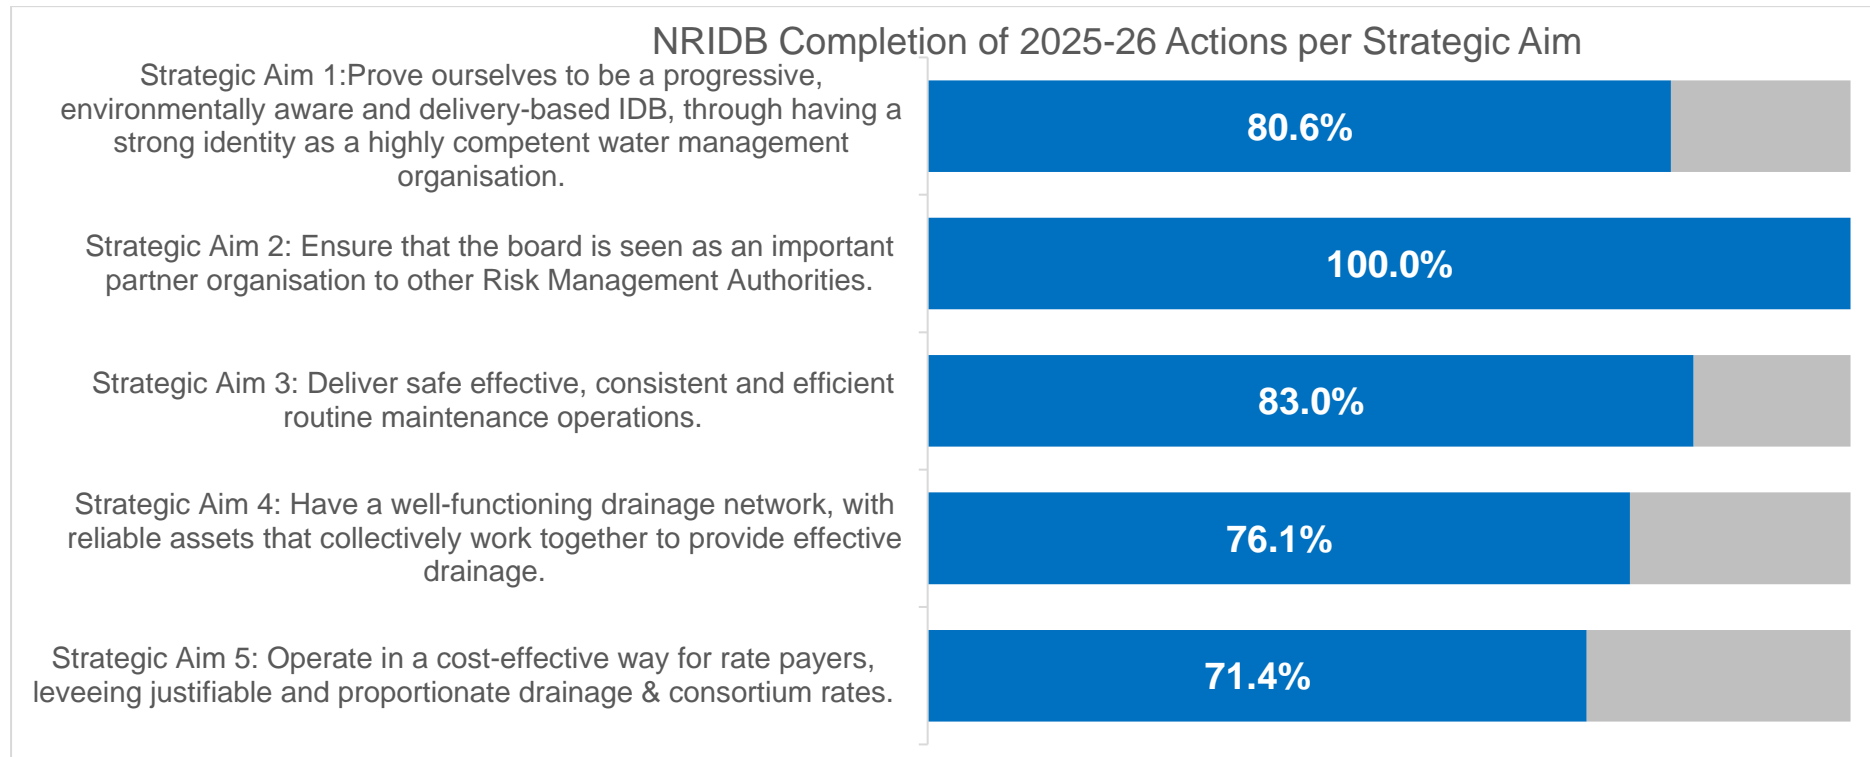 NRIDB Completion of 2025-26 Actions per Strategic Aim
Strategic Aim 1:Prove ourselves to be a progressive,
environmentally aware and delivery-based IDB, through having a
strong identity as a highly competent water management
organisation.
80.6%
Strategic Aim 2: Ensure that the board is seen as an important
partner organisation to other Risk Management Authorities.
100.0%
Strategic Aim 3: Deliver safe effective, consistent and efficient
routine maintenance operations.
83.0%
Strategic Aim 4: Have a well-functioning drainage network, with
reliable assets that collectively work together to provide effective
drainage.
76.1%
Strategic Aim 5: Operate in a cost-effective way for rate payers,
leveeing justifiable and proportionate drainage & consortium rates.
71.4%